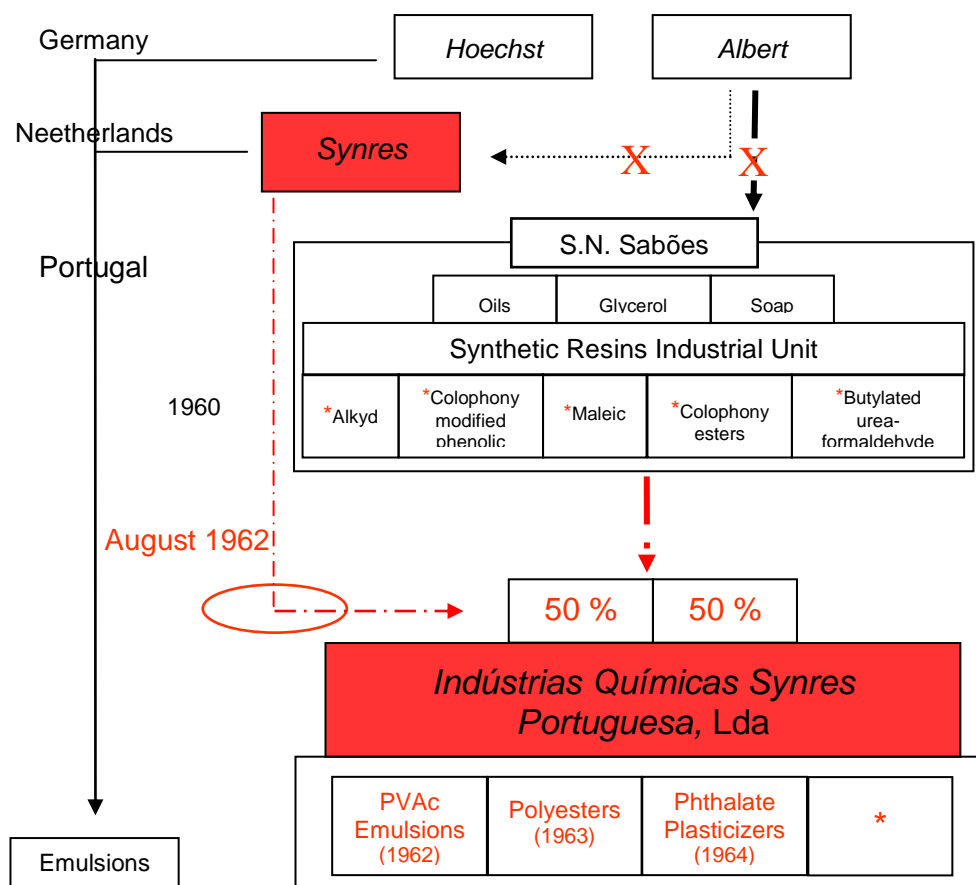 Germany
Hoechst
Albert
Neetherlands
Synres
X
X
S.N. Sabões
Portugal
Oils
Glycerol
Soap
Synthetic Resins Industrial Unit
1960
*Alkyd
*Colophony
modified
phenolic
*Maleic
*Colophony
esters
*Butylated
urea-
formaldehyde
August 1962
50 %
50 %
Indústrias Químicas Synres
Portuguesa, Lda
PVAc
Emulsions
(1962)
Polyesters
(1963)
Phthalate
Plasticizers
(1964)
*
Emulsions